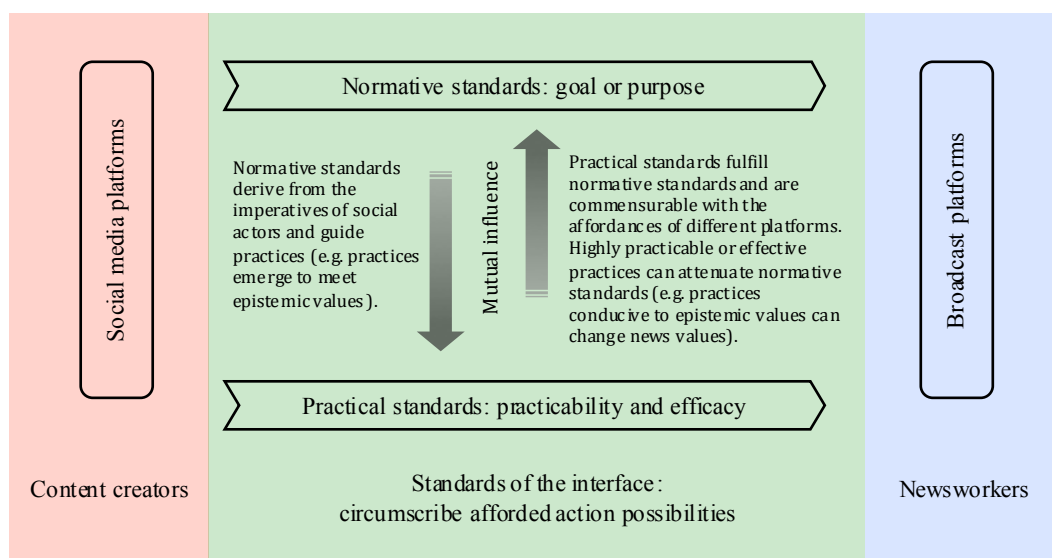 Social media platforms
Content creators
Normative standards: goal or purpose
Normative standards
derive from the
imperatives of social
actors and guide
practices (e.g. practices
emerge to meet
epistemic values).
Mutual influence
Practical standards fulfill
normative standards and are
commensurable with the
affordances of different platforms.
Highly practicable or effective
practices can attenuate normative
standards (e.g. practices
conducive to epistemic values can
change news values).
Practical standards: practicability and efficacy
Standards of the interface:
circumscribe afforded action possibilities
Broadcast platforms
Newsworkers